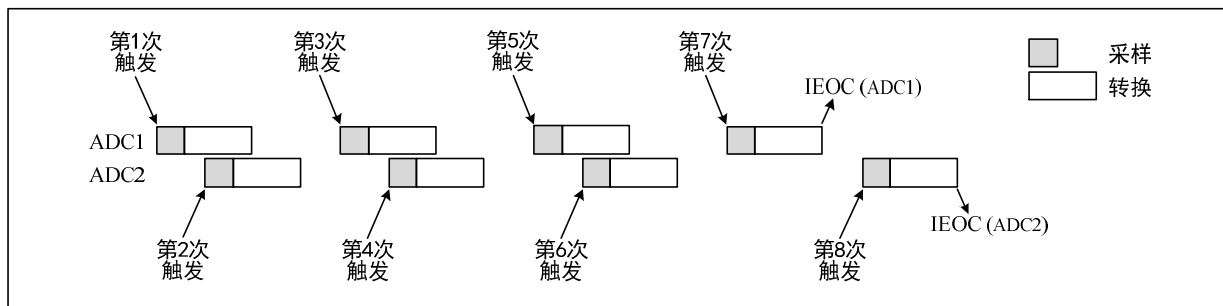 第1次
触发
第3次
触发
第5次
触发
第7次
触发
采样
转换
IEOC (ADC1)
ADC1
ADC2
第2次
触发
第4次
触发
第6次
触发
第8次
触发
IEOC (ADC2)